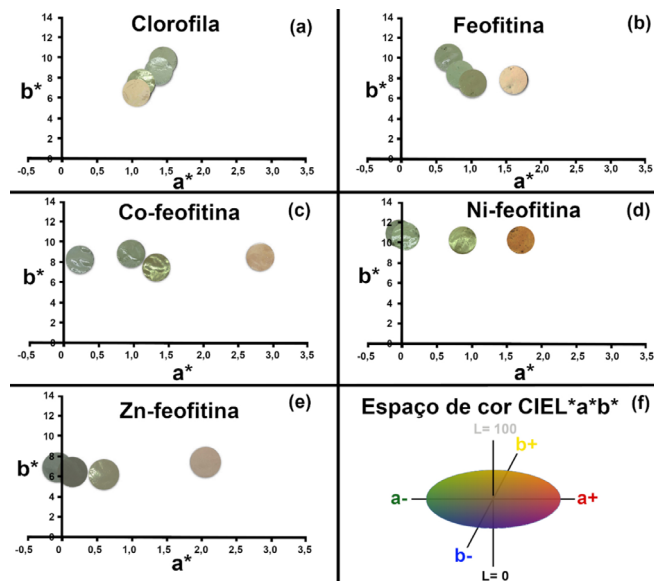 Clorofila
(a)
14
12
10
8
6
4
2
0
b*
-0,5 0 0,5 1,0 1,5 2,0 2,5 3,0 3,5
a*
Feofitina
(b)
14
12
10
8
6
4
2
0
b*
-0,5 0 0,5 1,0 1,5 2,0 2,5 3,0 3,5
a*
Co-feofitina
(c)
14
12
10
8
6
4
2
0
b*
-0,5 0 0,5 1,0 1,5 2,0 2,5 3,0 3,5
a*
Ni-feofitina
(d)
14
12
10
8
6
4
2
0
b*
-0,5 0 0,5 1,0 1,5 2,0 2,5 3,0 3,5
a*
Zn-feofitina
(e)
14
12
10
8
6
4
2
0
b*
-0,5 0 0,5 1,0 1,5 2,0 2,5 3,0 3,5
a*
Espaço de cor CIEL*a*b*
(f)
L= 100
b+
a-
a+
b-
L= 0